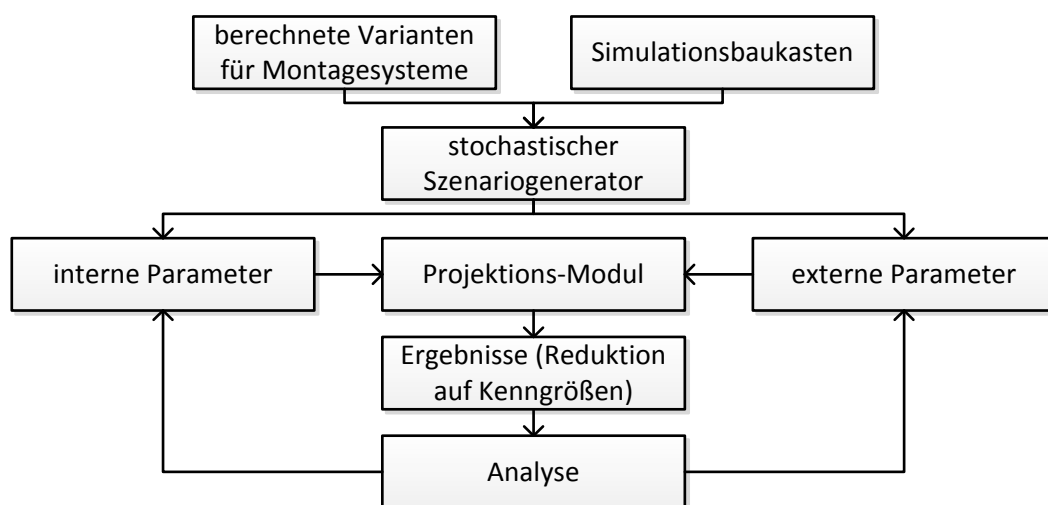 berechnete Varianten
für Montagesysteme
Simulationsbaukasten
stochastischer
Szenariogenerator
interne Parameter
Projektions-Modul
externe Parameter
Ergebnisse (Reduktion
auf Kenngrößen)
Analyse